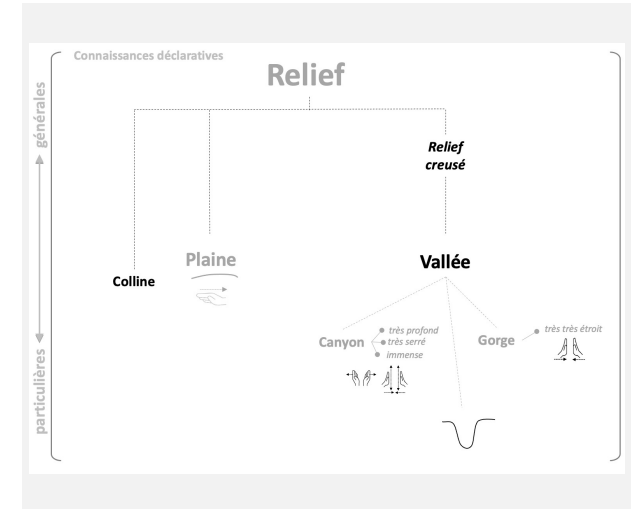 Connaissances déclaratives
Relief
générales
particulières
Relief
creusé
Plaine
Vallée
Colline
Canyon
très profond
très serré
immense
Gorge
très très étroit